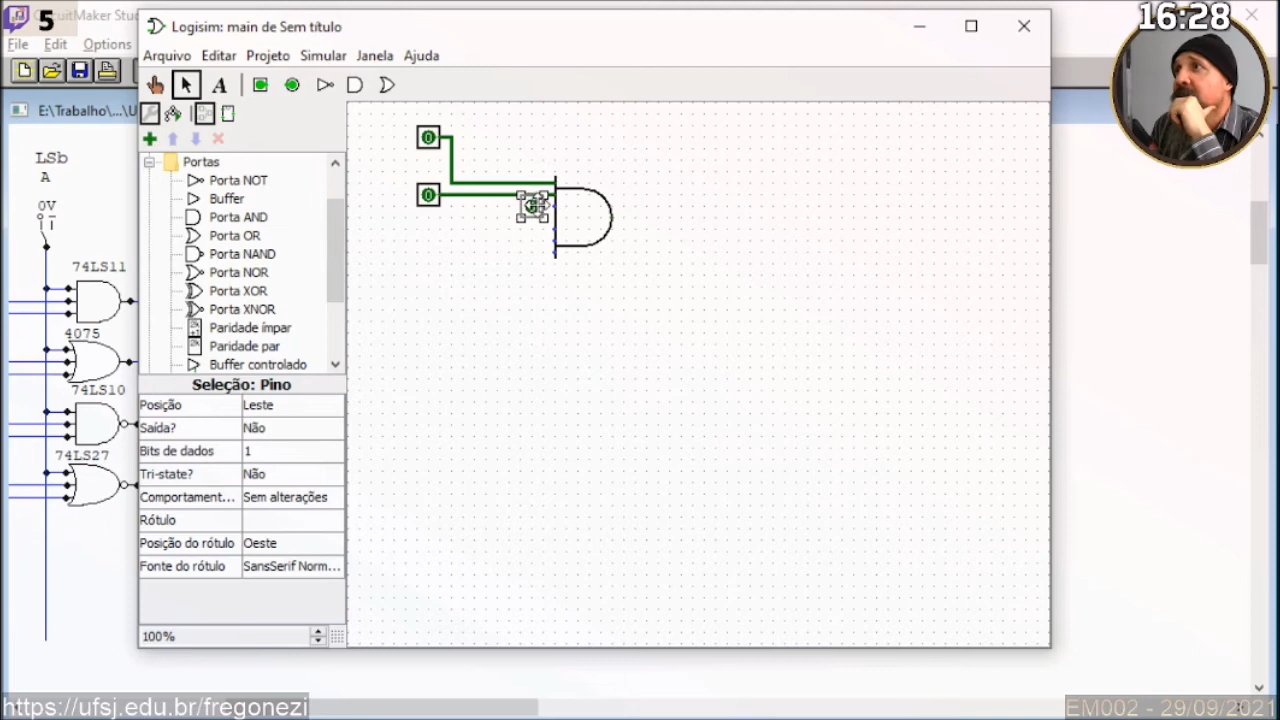 5
CircuitMaker Stud
16:28
File Edit Options
E:\Trabalho\...\U
LSb
A
0V
74LS11
4075
74LS10
74LS27
Logisim: main de Sem título
Arquivo Editar Projeto Simular Janela Ajuda
A
Portas
Porta NOT
Buffer
Porta AND
Porta OR
Porta NAND
Porta NOR
Porta XOR
Porta XNOR
Paridade ímpar
Paridade par
Buffer controlado
Seleção: Pino
Posição Leste
Saída? Não
Bits de dados 1
Tri-state? Não
Comportament... Sem alterações
Rótulo
Posição do rótulo Oeste
Fonte do rótulo SansSerif Norm...
100%
0
0
https://ufsj.edu.br/fregonezi
EM002 - 29/09/2021